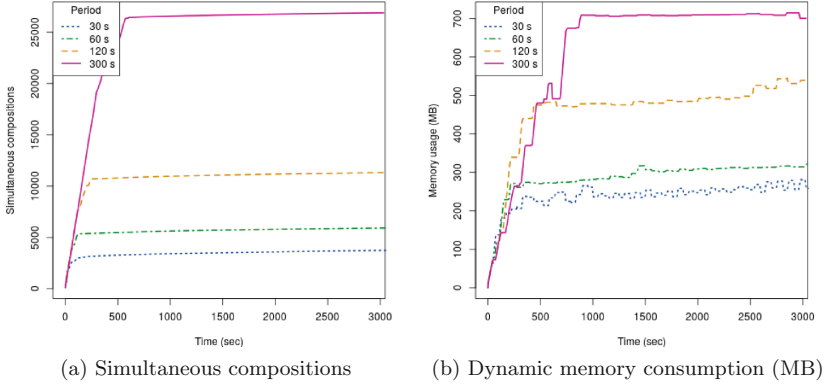 Period
30 s
60 s
120 s
300 s
Simultaneous compositions
0
5000
10000
15000
20000
25000
0
500
1000
1500
2000
2500
3000
Time (sec)
(a) Simultaneous compositions
Period
30 s
60 s
120 s
300 s
Memory usage (MB)
0
100
200
300
400
500
600
700
0
500
1000
1500
2000
2500
3000
Time (sec)
(b) Dynamic memory consumption (MB)